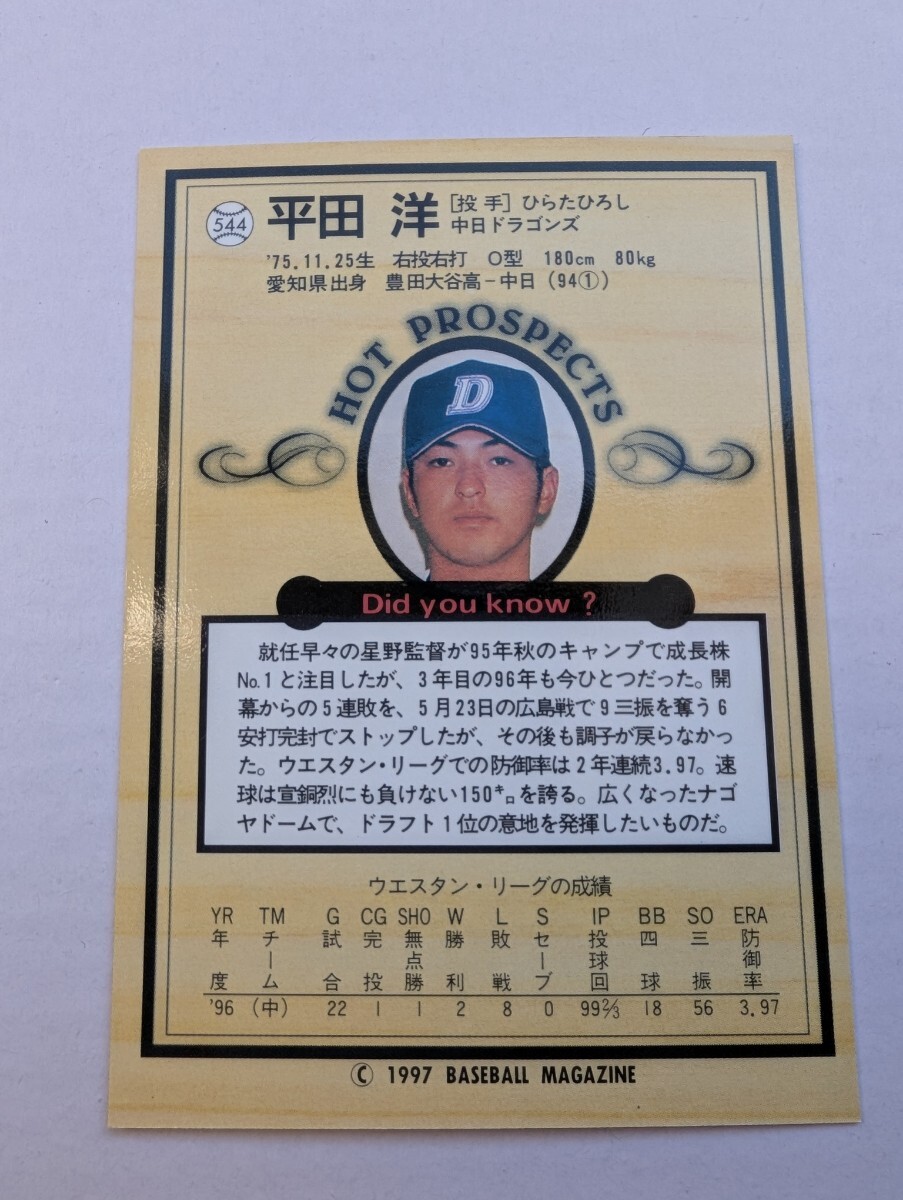 544
平田 洋 [投手] ひらたひろし
中日ドラゴンズ
'75.11.25生 右投右打 O型 180cm 80kg
愛知県出身 豊田大谷高－中日 (94①)
HOT PROSPECTS
D
Did you know ?
就任早々の星野監督が95年秋のキャンプで成長株
No.1と注目したが、3年目の96年も今ひとつだった。開
幕からの5連敗を、5月23日の広島戦で9三振を奪う6
安打完封でストップしたが、その後も調子が戻らなかっ
た。ウエスタン・リーグでの防御率は2年連続3.97。速
球は宣銅烈にも負けない150㌔を誇る。広くなったナゴ
ヤドームで、ドラフト1位の意地を発揮したいものだ。
ウエスタン・リーグの成績
YR TM G CG SHO W L S IP BB SO ERA
年度 チーム 試合 完投 無点勝 勝利 敗戦 セーブ 投球回 四球 三振 防御率
'96 (中) 22 1 1 2 8 0 99⅔ 18 56 3.97
© 1997 BASEBALL MAGAZINE